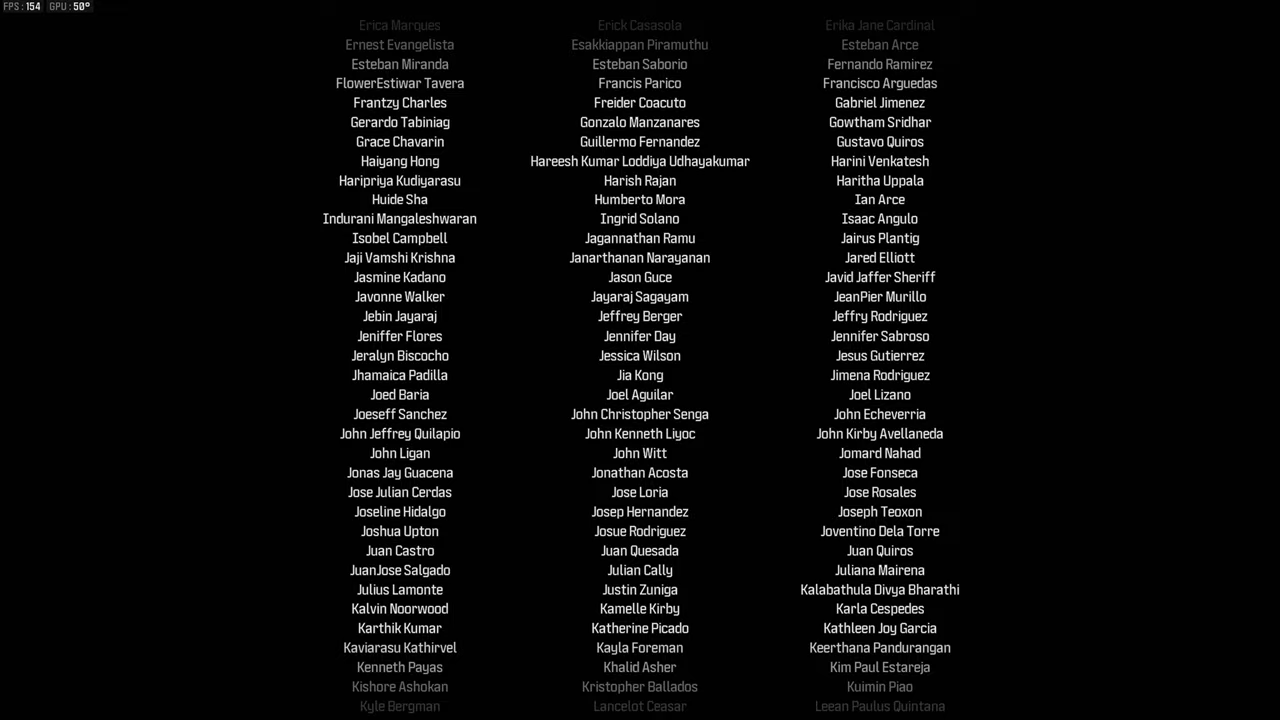 FPS: 154 GPU: 50°
Erica Marques Erick Casasola Erika Jane Cardinal
Ernest Evangelista Esakkiappan Piramuthu Esteban Arce
Esteban Miranda Esteban Saborio Fernando Ramirez
FlowerEstiwar Tavera Francis Parico Francisco Arguedas
Frantzy Charles Freider Coacuto Gabriel Jimenez
Gerardo Tabiniag Gonzalo Manzanares Gowtham Sridhar
Grace Chavarin Guillermo Fernandez Gustavo Quiros
Haiyang Hong Hareesh Kumar Loddiya Udhayakumar Harini Venkatesh
Haripriya Kudiyarasu Harish Rajan Haritha Uppala
Huide Sha Humberto Mora Ian Arce
Indurani Mangaleshwaran Ingrid Solano Isaac Angulo
Isobel Campbell Jagannathan Ramu Jairus Plantig
Jaji Vamshi Krishna Janarthanan Narayanan Jared Elliott
Jasmine Kadano Jason Guce Javid Jaffer Sheriff
Javonne Walker Jayaraj Sagayam JeanPier Murillo
Jebin Jayaraj Jeffrey Berger Jeffry Rodriguez
Jeniffer Flores Jennifer Day Jennifer Sabroso
Jeralyn Biscocho Jessica Wilson Jesus Gutierrez
Jhamaica Padilla Jia Kong Jimena Rodriguez
Joed Baria Joel Aguilar Joel Lizano
Joeseff Sanchez John Christopher Senga John Echeverria
John Jeffrey Quilapio John Kenneth Liyoc John Kirby Avellaneda
John Ligan John Witt Jomard Nahad
Jonas Jay Guacena Jonathan Acosta Jose Fonseca
Jose Julian Cerdas Jose Loria Jose Rosales
Joseline Hidalgo Josep Hernandez Joseph Teoxon
Joshua Upton Josue Rodriguez Joventino Dela Torre
Juan Castro Juan Quesada Juan Quiros
JuanJose Salgado Julian Cally Juliana Mairena
Julius Lamonte Justin Zuniga Kalabathula Divya Bharathi
Kalvin Noorwood Kamelle Kirby Karla Cespedes
Karthik Kumar Katherine Picado Kathleen Joy Garcia
Kaviarasu Kathirvel Kayla Foreman Keerthana Pandurangan
Kenneth Payas Khalid Asher Kim Paul Estareja
Kishore Ashokan Kristopher Ballados Kuimin Piao
Kyle Bergman Lancelot Ceasar Leean Paulus Quintana